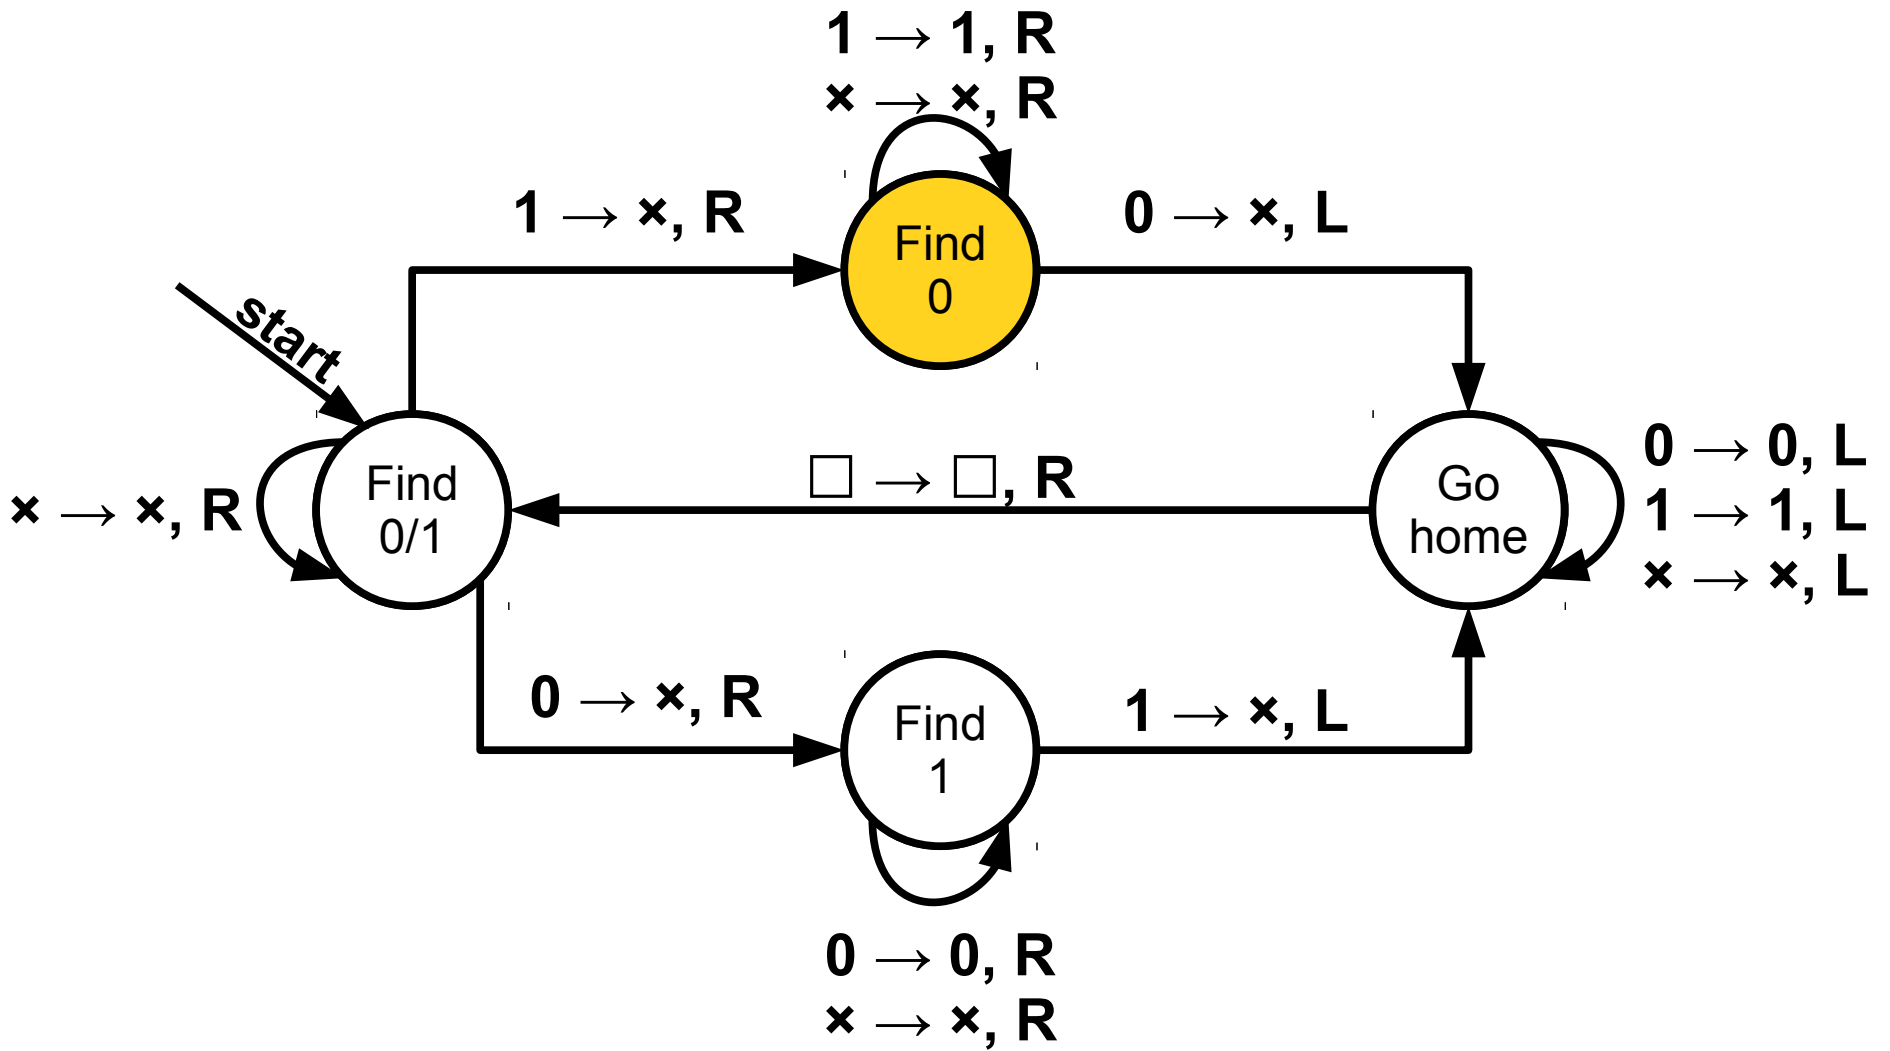 1 → 1, R
× → ×, R
1 → ×, R
Find
0
0 → ×, L
start
× → ×, R
Find
0/1
□ → □, R
Go
home
0 → 0, L
1 → 1, L
× → ×, L
0 → ×, R
Find
1
1 → ×, L
0 → 0, R
× → ×, R